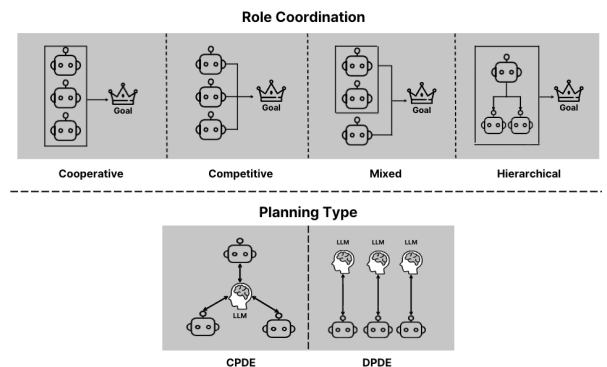 Role Coordination
Goal
Goal
Goal
Goal
Cooperative
Competitive
Mixed
Hierarchical
Planning Type
LLM
LLM
LLM
LLM
CPDE
DPDE